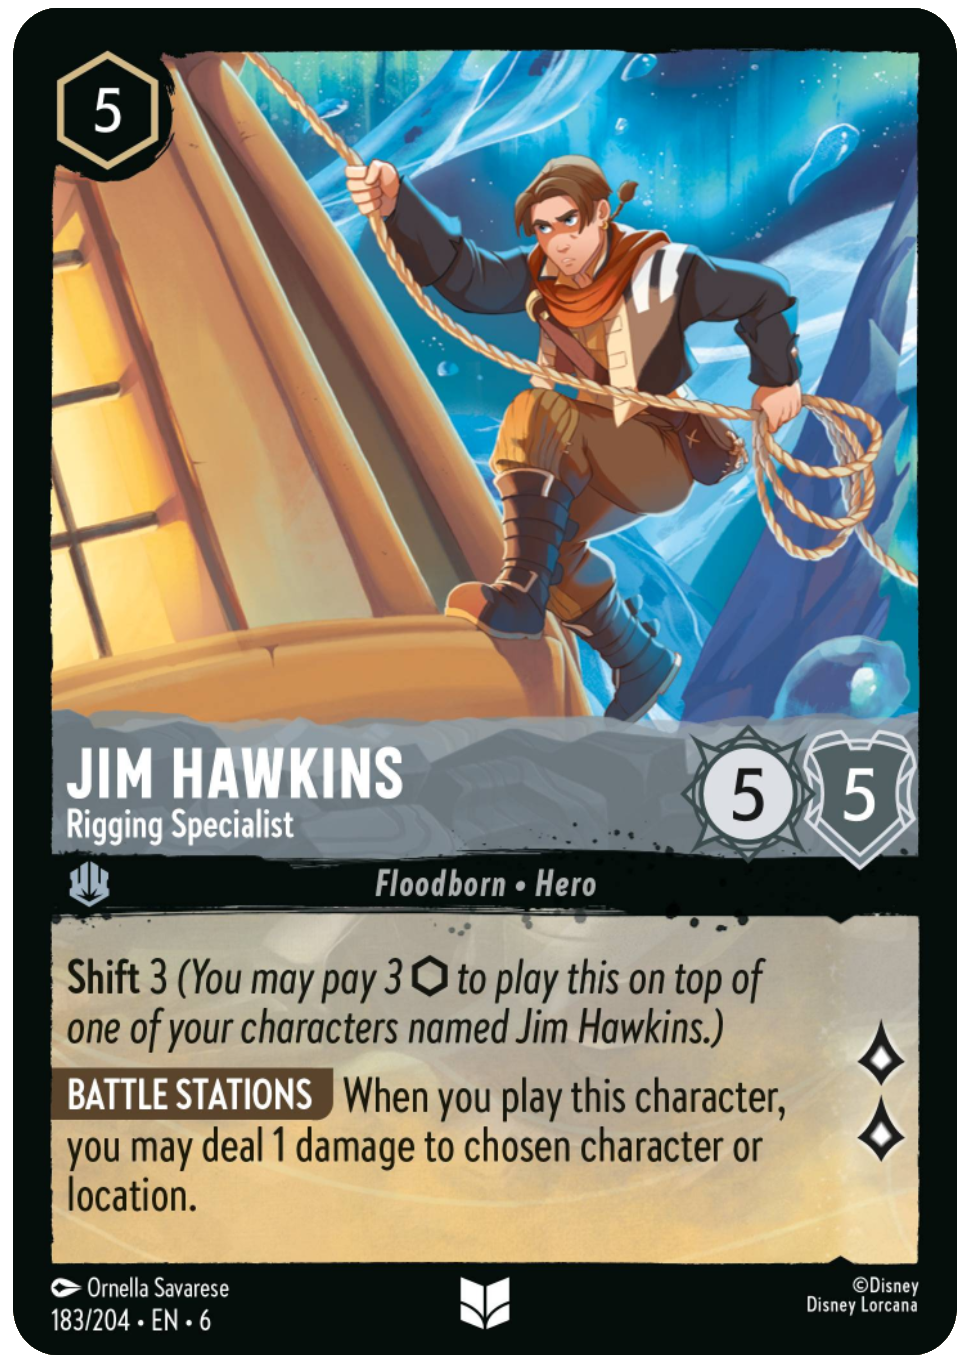 5
JIM HAWKINS
Rigging Specialist
5
5
Floodborn • Hero
Shift 3 (You may pay 3 ⬡ to play this on top of
one of your characters named Jim Hawkins.)
BATTLE STATIONS When you play this character,
you may deal 1 damage to chosen character or
location.
Ornella Savarese
183/204 • EN • 6
©Disney
Disney Lorcana